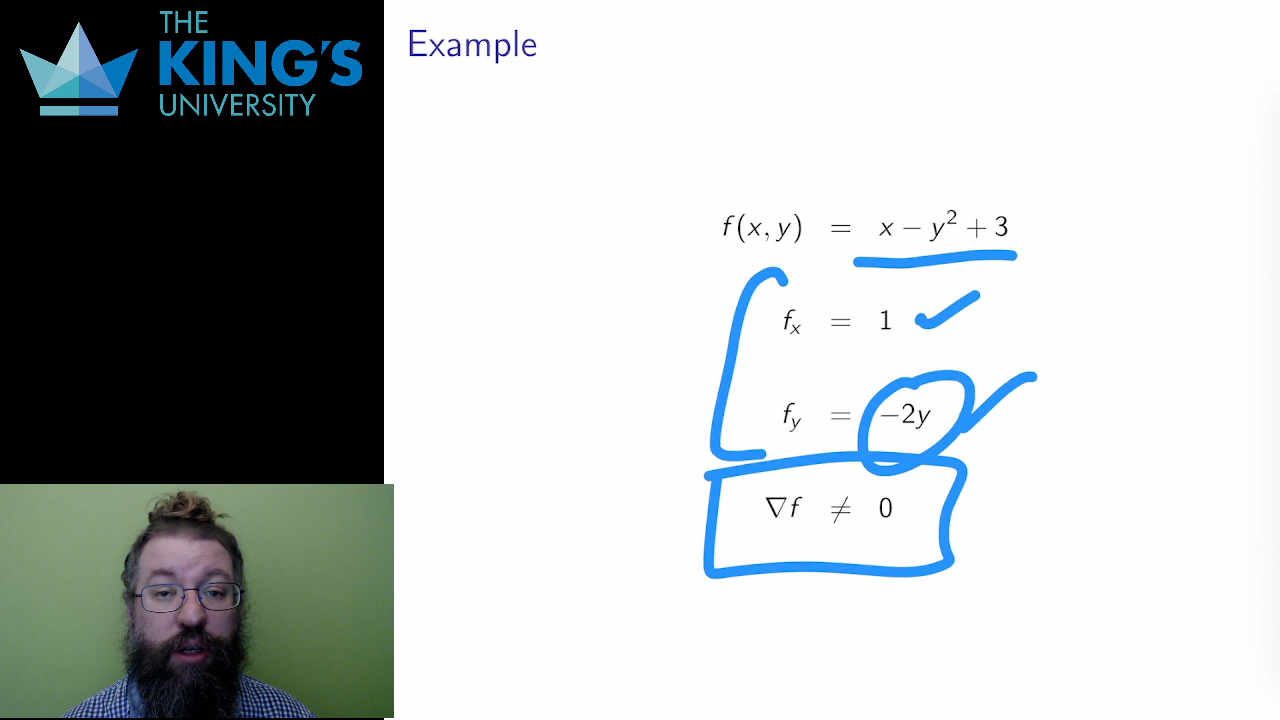 THE
KING'S
UNIVERSITY
Example
f(x, y) = x − y² + 3
fₓ = 1
f_y = −2y
∇f ≠ 0